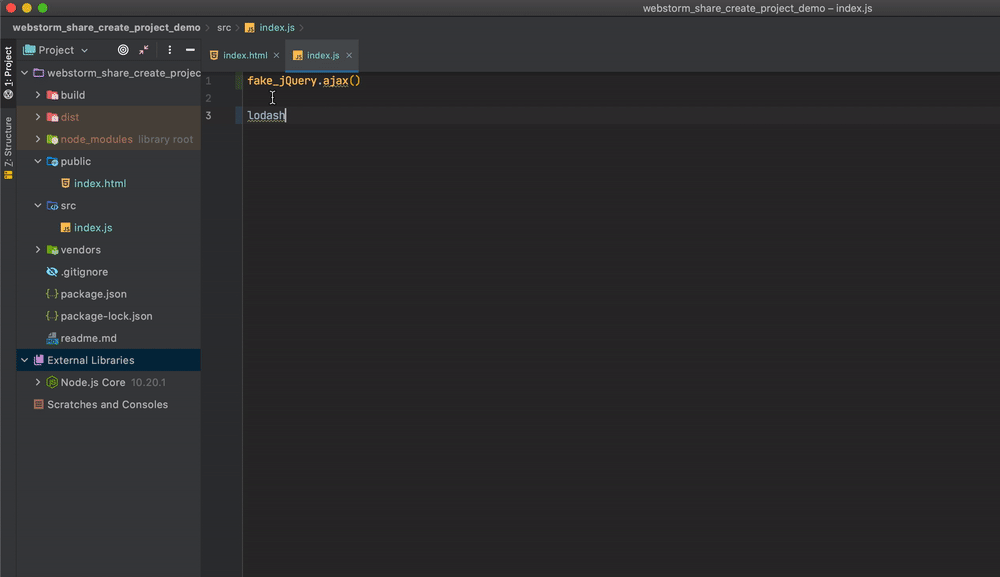 webstorm_share_create_project_demo – index.js
webstorm_share_create_project_demo src index.js
1: Project
Z: Structure
Project
index.html
index.js
webstorm_share_create_projec
build
dist
node_modules library root
public
index.html
src
index.js
vendors
.gitignore
package.json
package-lock.json
readme.md
External Libraries
Node.js Core 10.20.1
Scratches and Consoles
1 fake_jQuery.ajax()
2
3 lodash